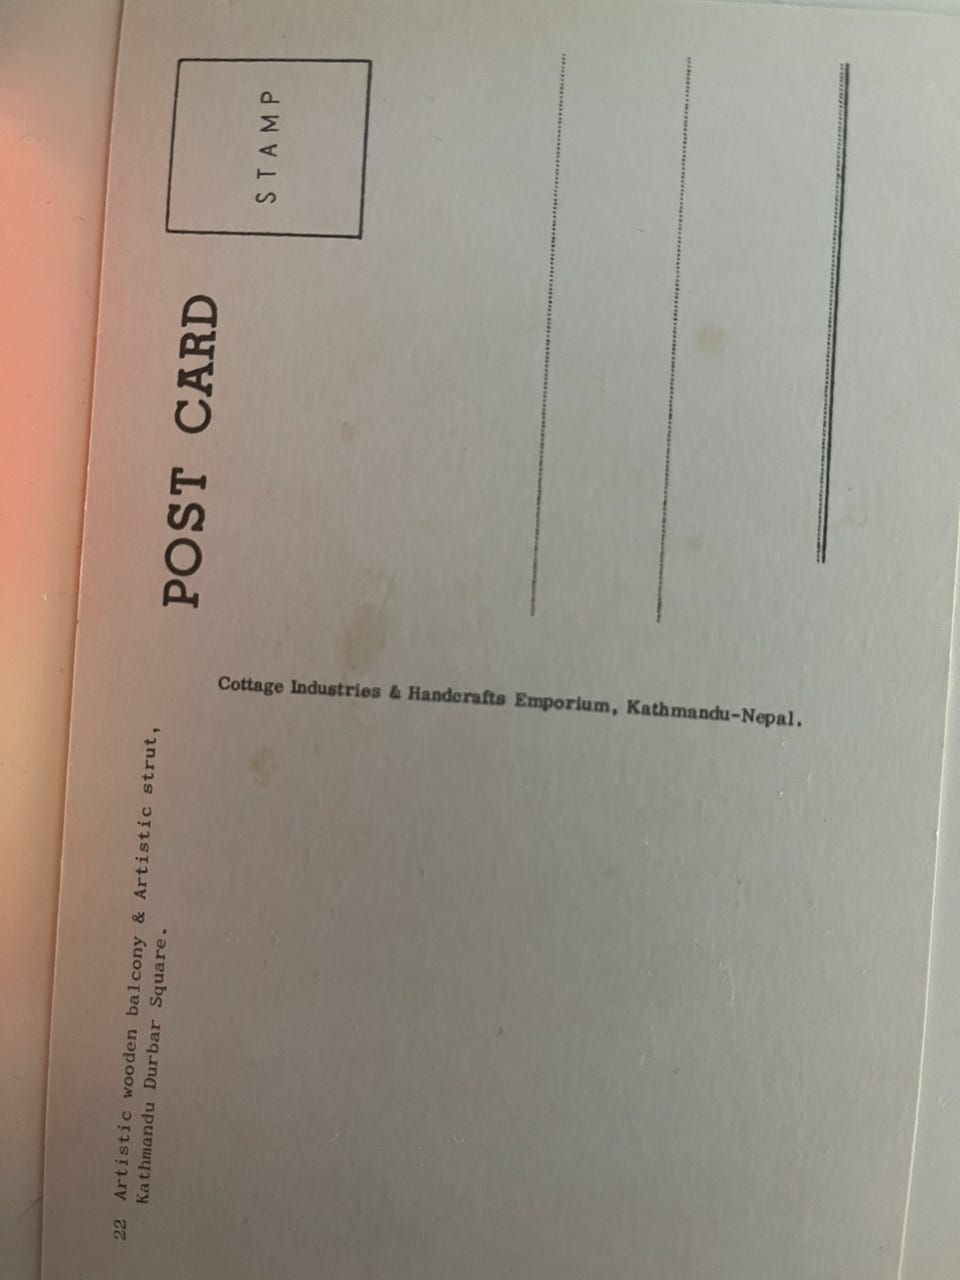 22 Artistic wooden balcony & Artistic strut,
Kathmandu Durbar Square.
POST CARD
STAMP
Cottage Industries & Handcrafts Emporium, Kathmandu-Nepal.